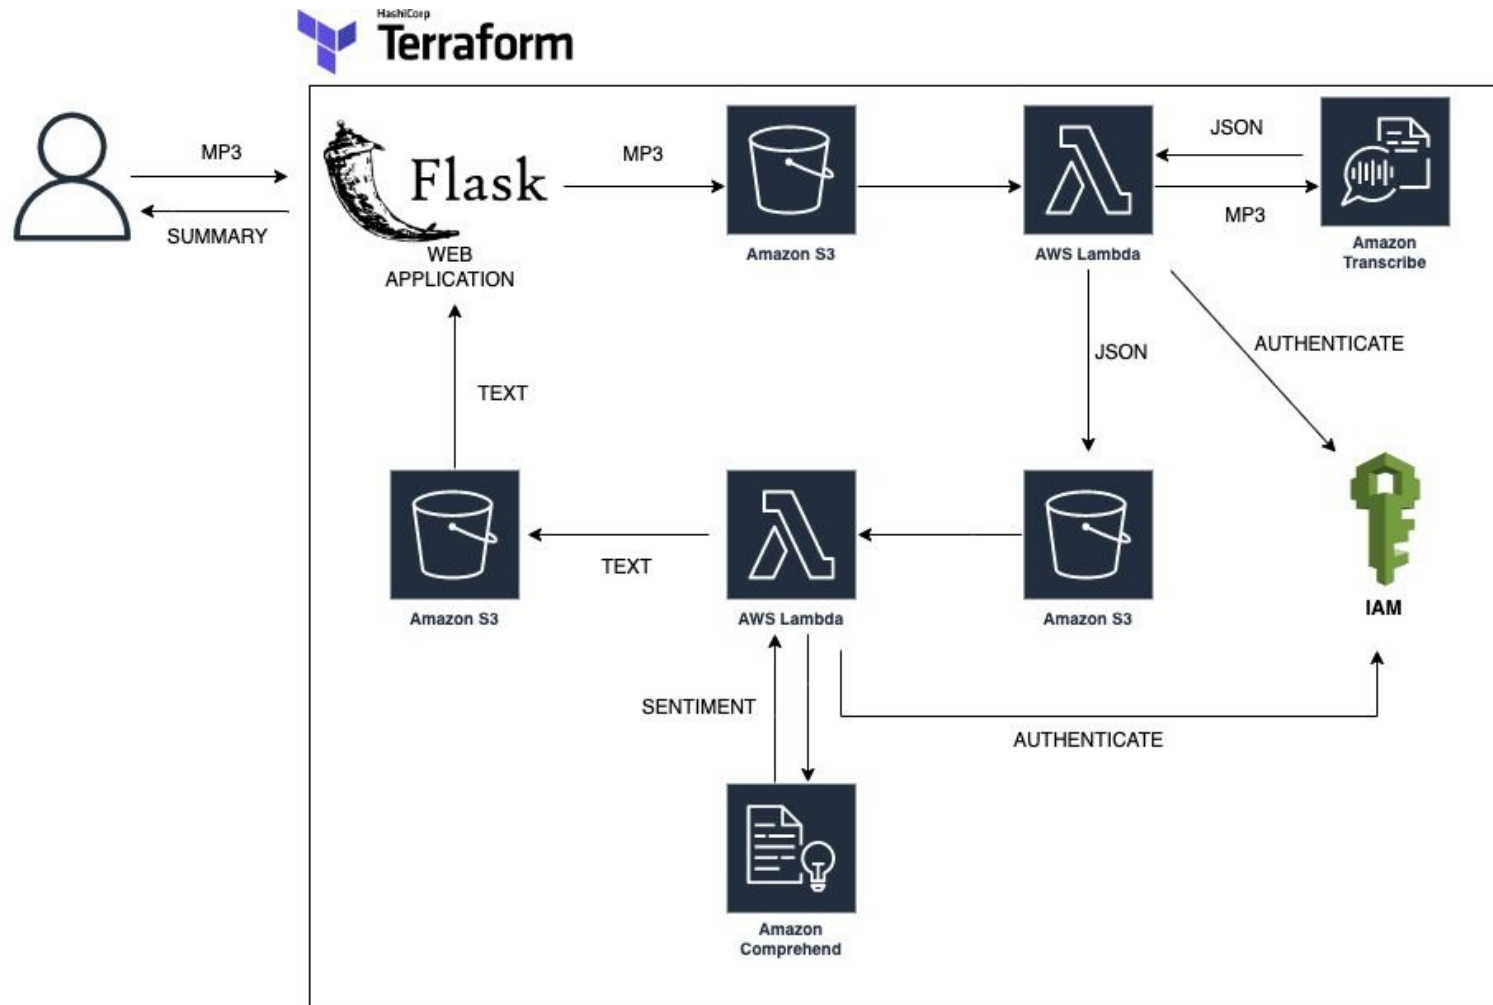 HashiCorp
Terraform
MP3
SUMMARY
Flask
WEB
APPLICATION
MP3
Amazon S3
AWS Lambda
JSON
MP3
Amazon
Transcribe
JSON
AUTHENTICATE
TEXT
Amazon S3
TEXT
AWS Lambda
Amazon S3
IAM
SENTIMENT
AUTHENTICATE
Amazon
Comprehend